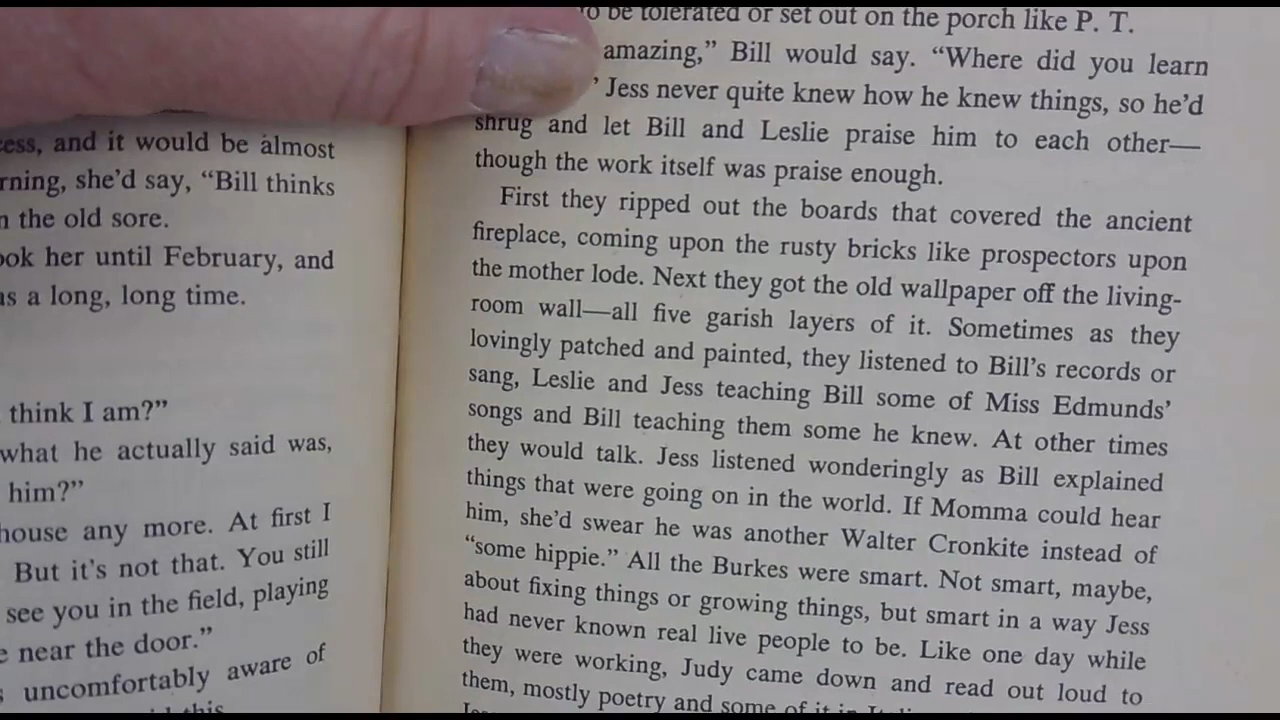 cess, and it would be almost
rning, she'd say, “Bill thinks
n the old sore.
ook her until February, and
as a long, long time.
think I am?”
what he actually said was,
him?”
house any more. At first I
But it's not that. You still
see you in the field, playing
e near the door.”
s uncomfortably aware of
this
to be tolerated or set out on the porch like P. T.
amazing,” Bill would say. “Where did you learn
” Jess never quite knew how he knew things, so he'd
shrug and let Bill and Leslie praise him to each other—
though the work itself was praise enough.
First they ripped out the boards that covered the ancient
fireplace, coming upon the rusty bricks like prospectors upon
the mother lode. Next they got the old wallpaper off the living-
room wall—all five garish layers of it. Sometimes as they
lovingly patched and painted, they listened to Bill's records or
sang, Leslie and Jess teaching Bill some of Miss Edmunds'
songs and Bill teaching them some he knew. At other times
they would talk. Jess listened wonderingly as Bill explained
things that were going on in the world. If Momma could hear
him, she'd swear he was another Walter Cronkite instead of
“some hippie.” All the Burkes were smart. Not smart, maybe,
about fixing things or growing things, but smart in a way Jess
had never known real live people to be. Like one day while
they were working, Judy came down and read out loud to
them, mostly poetry and some of it in